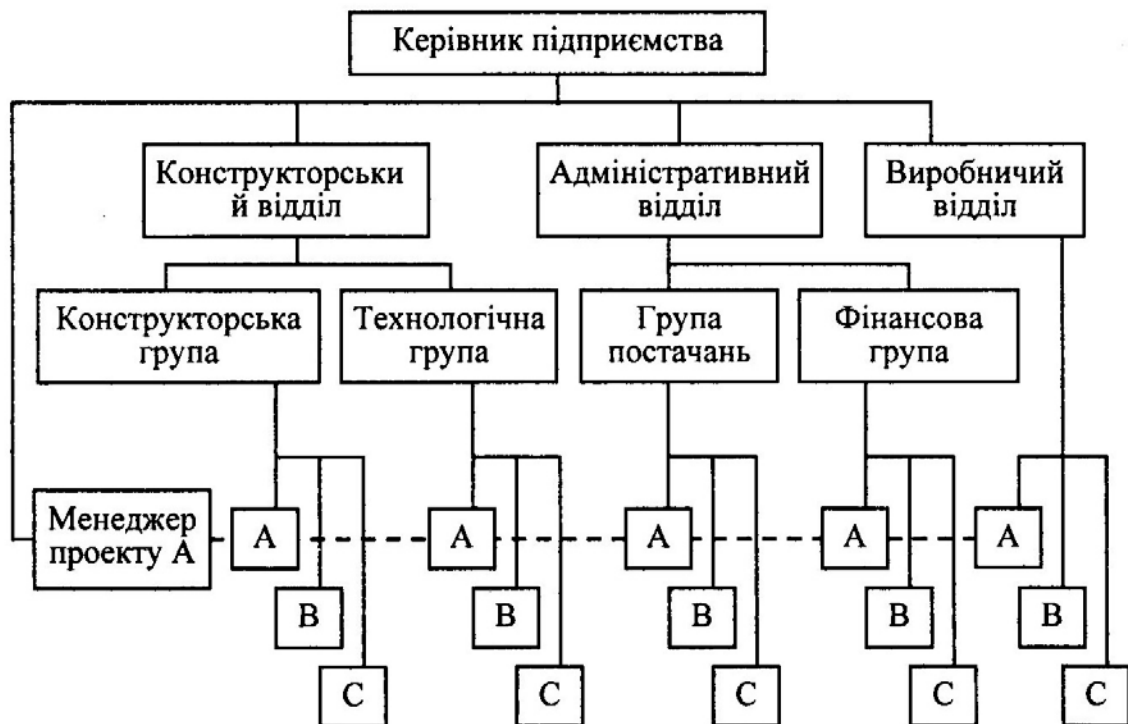 Керівник підприємства
Конструкторськи
й відділ
Адміністративний
відділ
Виробничий
відділ
Конструкторська
група
Технологічна
група
Група
постачань
Фінансова
група
Менеджер
проекту А
А
А
А
А
А
В
В
В
В
В
С
С
С
С
С